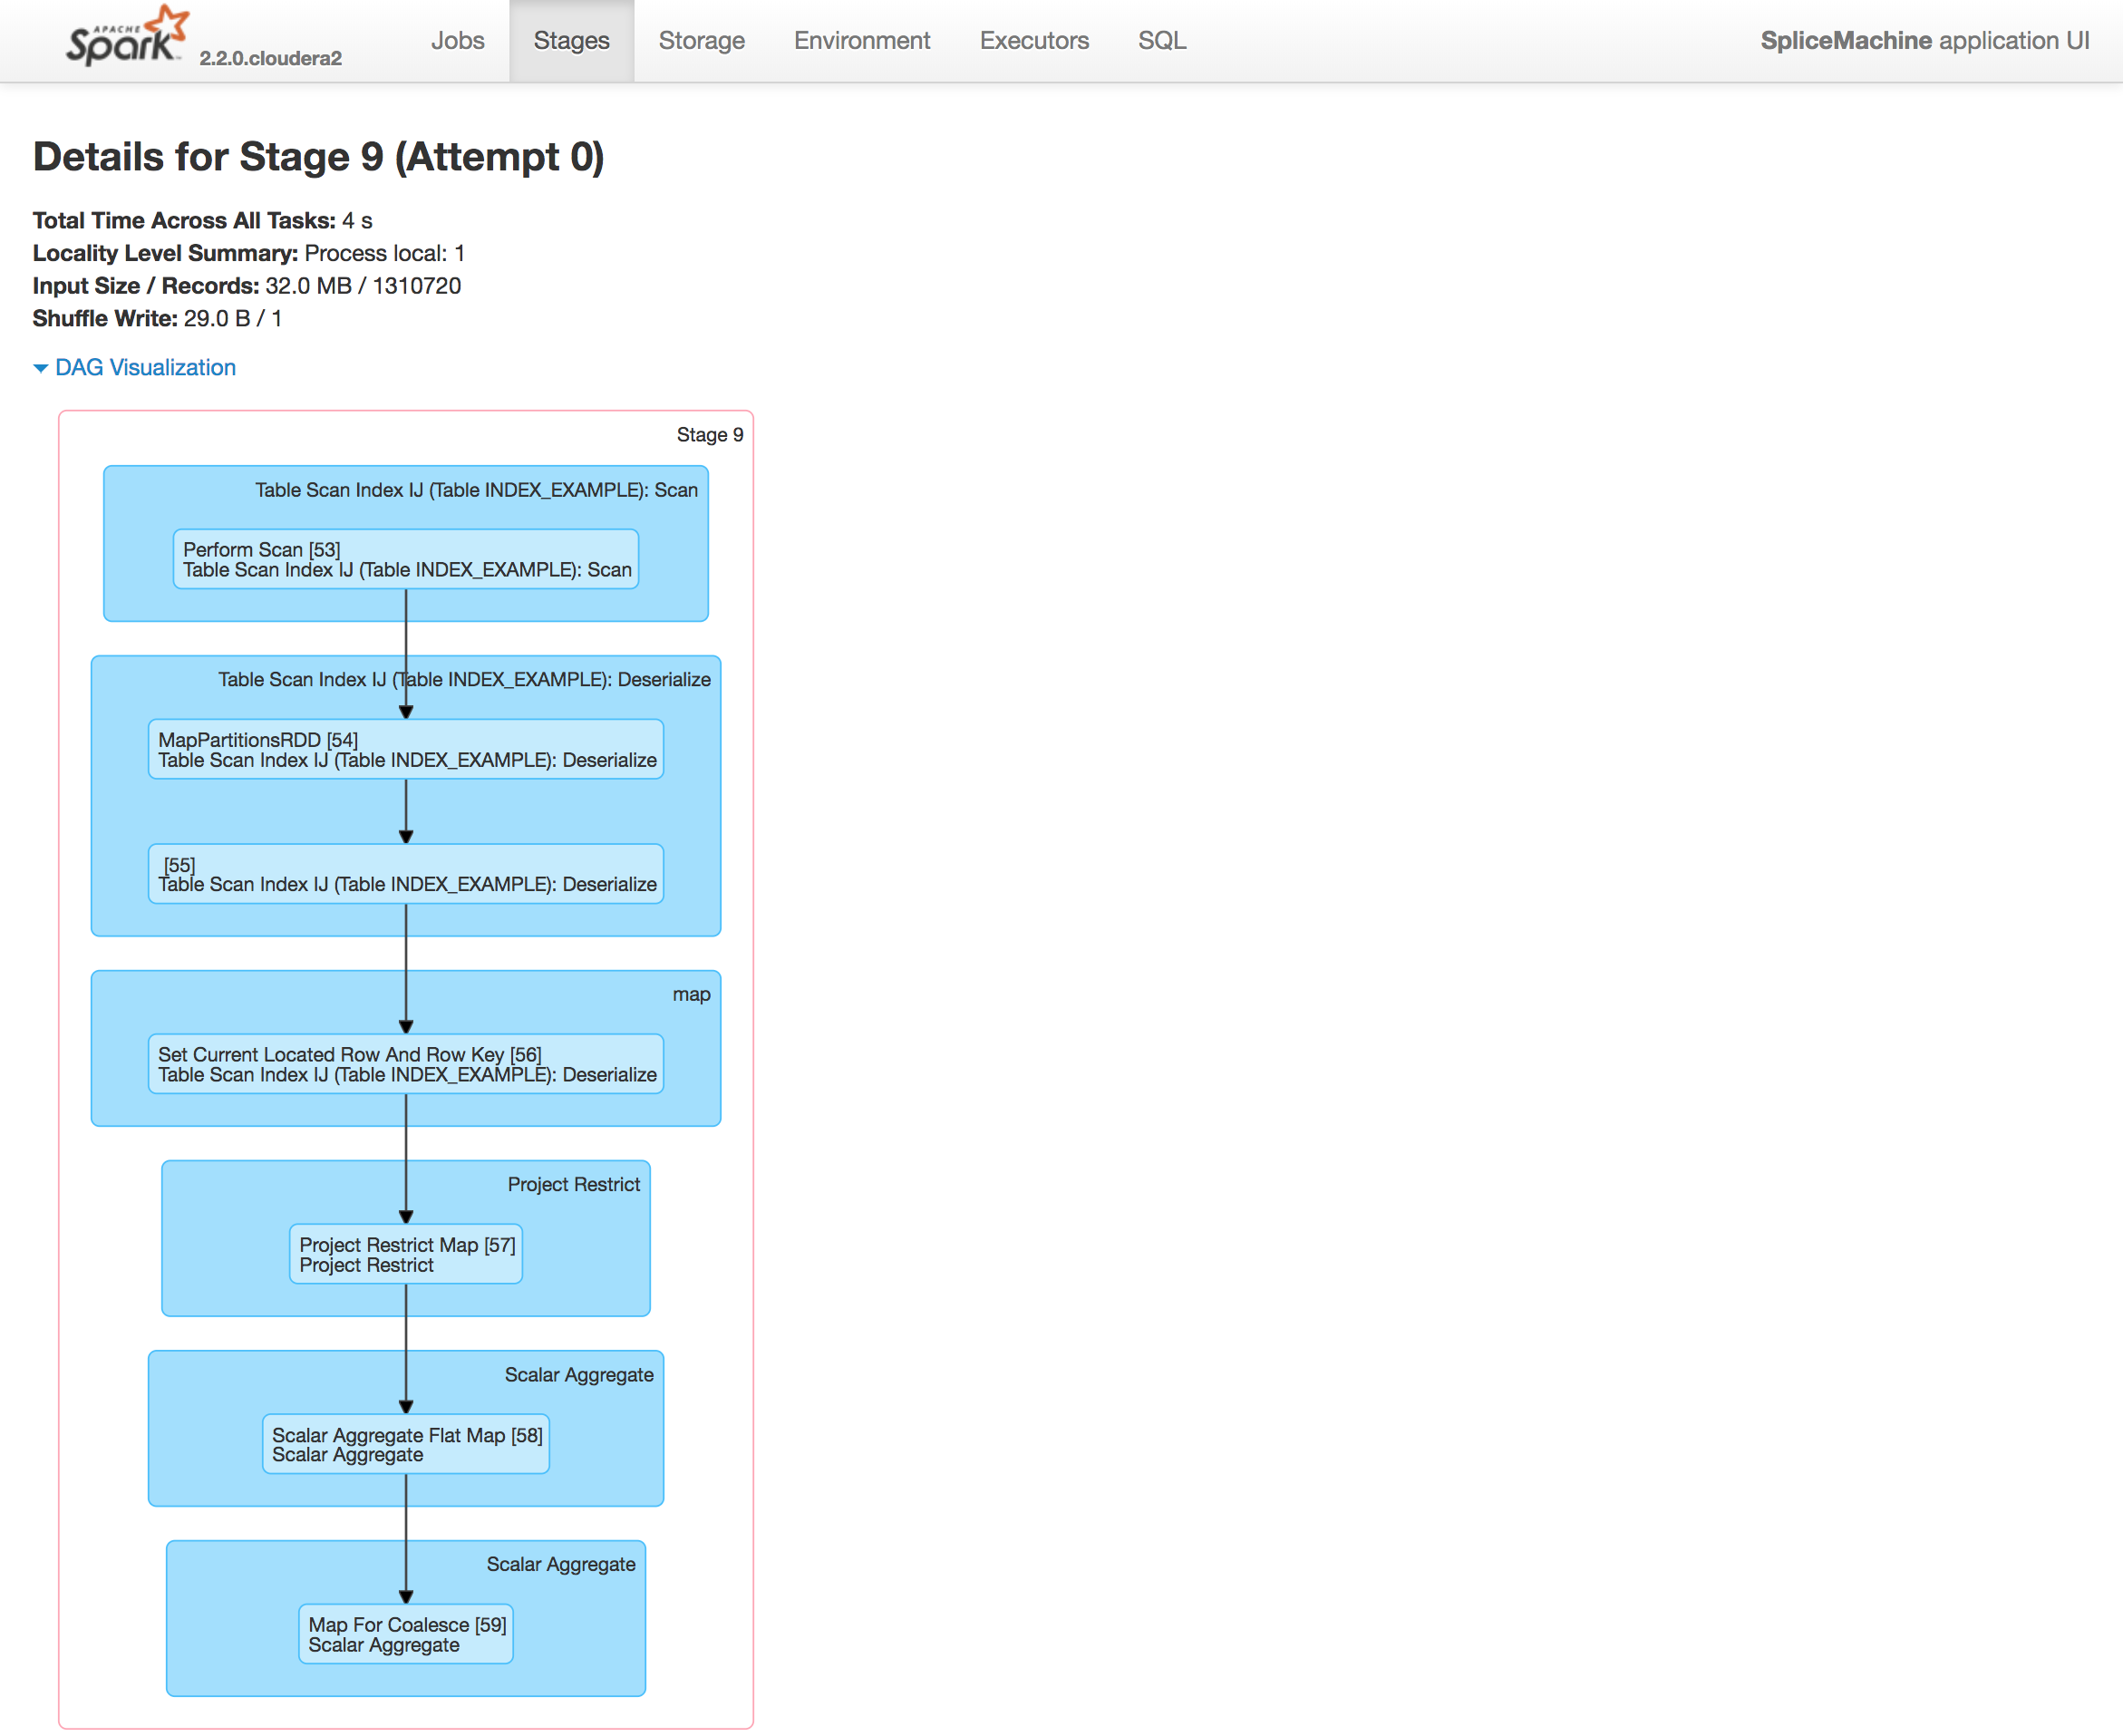 APACHE
Spark 2.2.0.cloudera2 Jobs Stages Storage Environment Executors SQL SpliceMachine application UI
Details for Stage 9 (Attempt 0)
Total Time Across All Tasks: 4 s
Locality Level Summary: Process local: 1
Input Size / Records: 32.0 MB / 1310720
Shuffle Write: 29.0 B / 1
DAG Visualization
Stage 9
Table Scan Index IJ (Table INDEX_EXAMPLE): Scan
Perform Scan [53]
Table Scan Index IJ (Table INDEX_EXAMPLE): Scan
Table Scan Index IJ (Table INDEX_EXAMPLE): Deserialize
MapPartitionsRDD [54]
Table Scan Index IJ (Table INDEX_EXAMPLE): Deserialize
[55]
Table Scan Index IJ (Table INDEX_EXAMPLE): Deserialize
map
Set Current Located Row And Row Key [56]
Table Scan Index IJ (Table INDEX_EXAMPLE): Deserialize
Project Restrict
Project Restrict Map [57]
Project Restrict
Scalar Aggregate
Scalar Aggregate Flat Map [58]
Scalar Aggregate
Scalar Aggregate
Map For Coalesce [59]
Scalar Aggregate